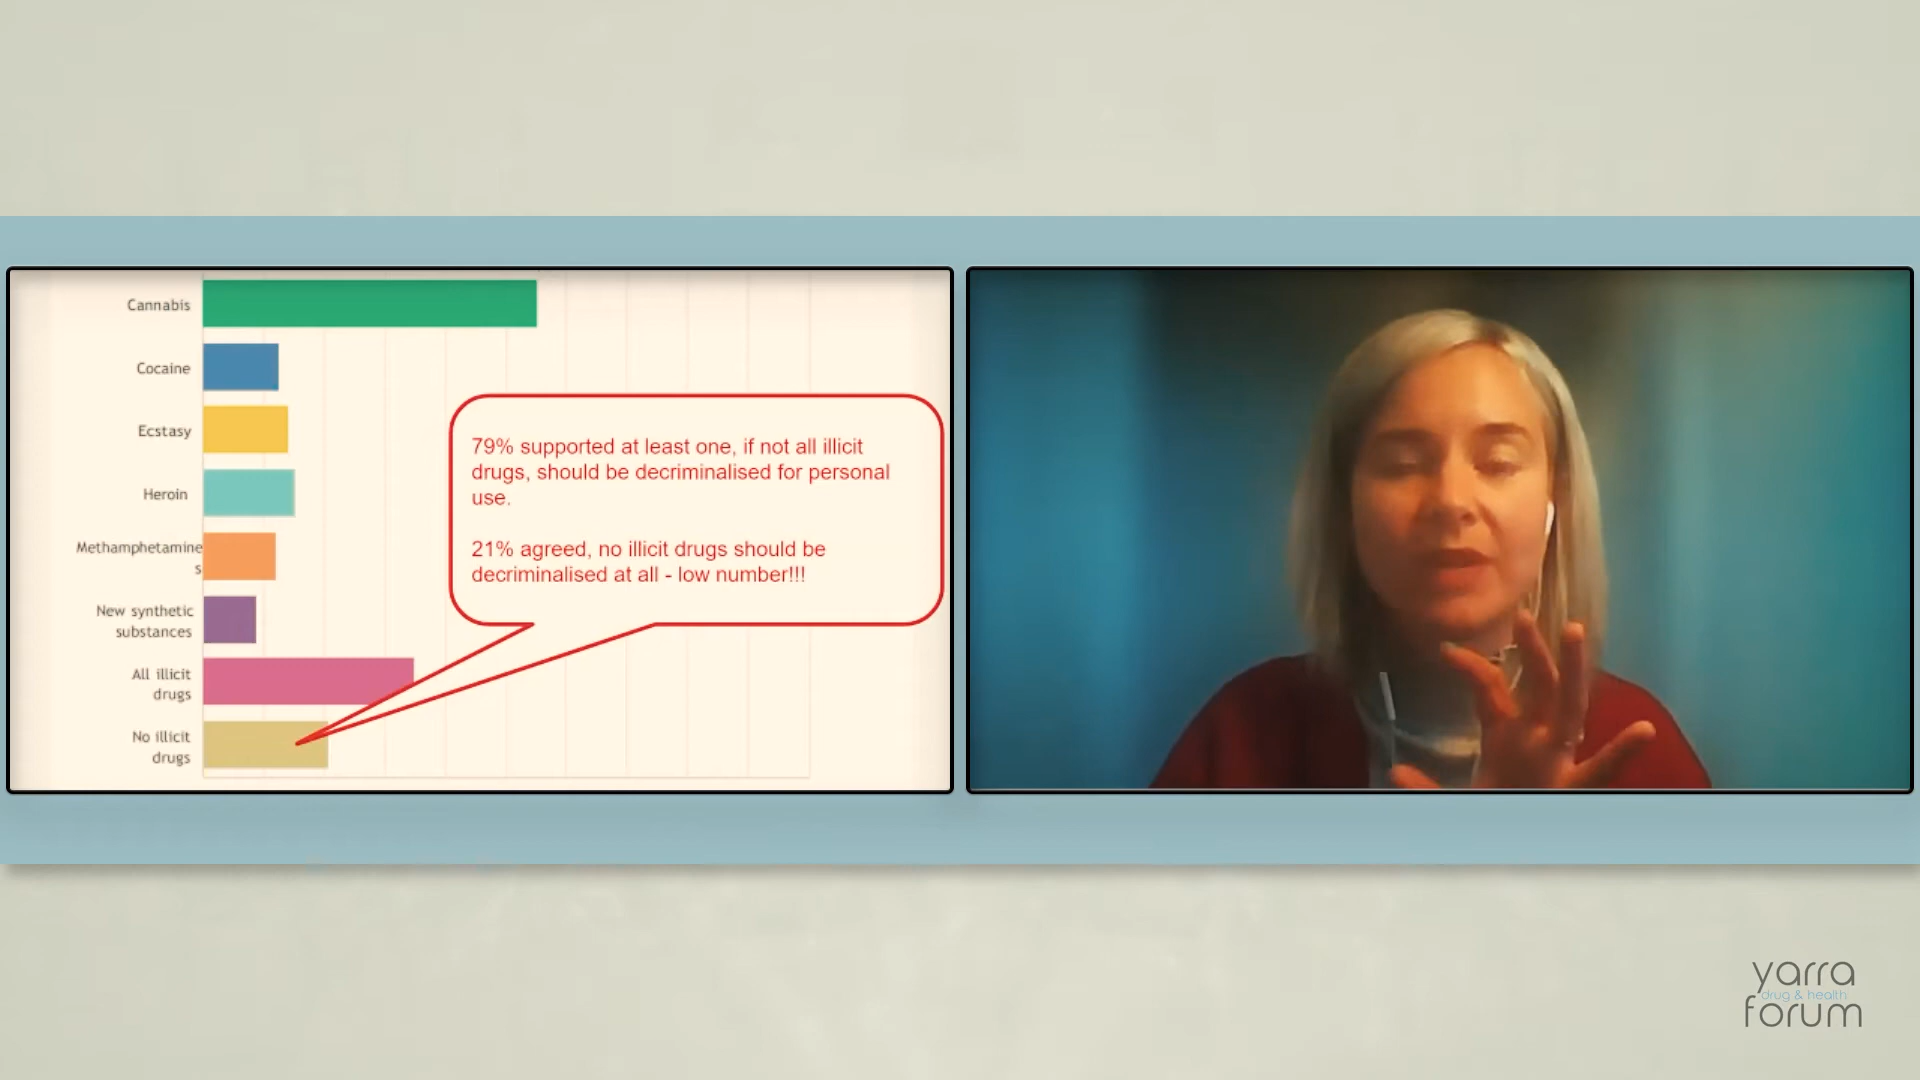 Cannabis
Cocaine
Ecstasy
Heroin
Methamphetamine
s
New synthetic
substances
All illicit
drugs
No illicit
drugs
79% supported at least one, if not all illicit
drugs, should be decriminalised for personal
use.
21% agreed, no illicit drugs should be
decriminalised at all - low number!!!
yarra
drug & health
forum